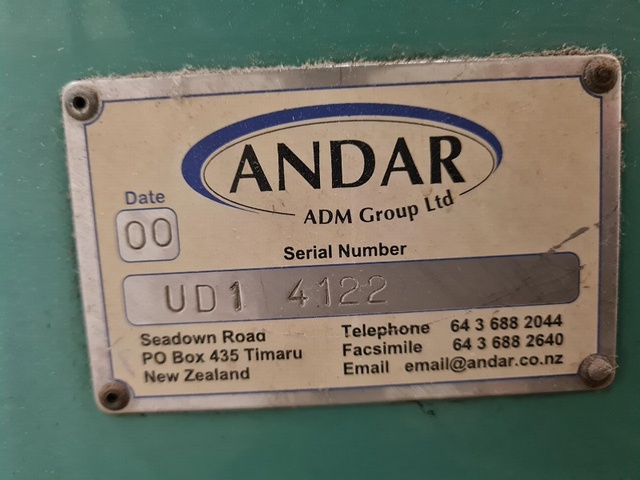 ANDAR
ADM Group Ltd
Date
00
Serial Number
UD1 4122
Seadown Road
PO Box 435 Timaru
New Zealand
Telephone 64 3 688 2044
Facsimile 64 3 688 2640
Email email@andar.co.nz